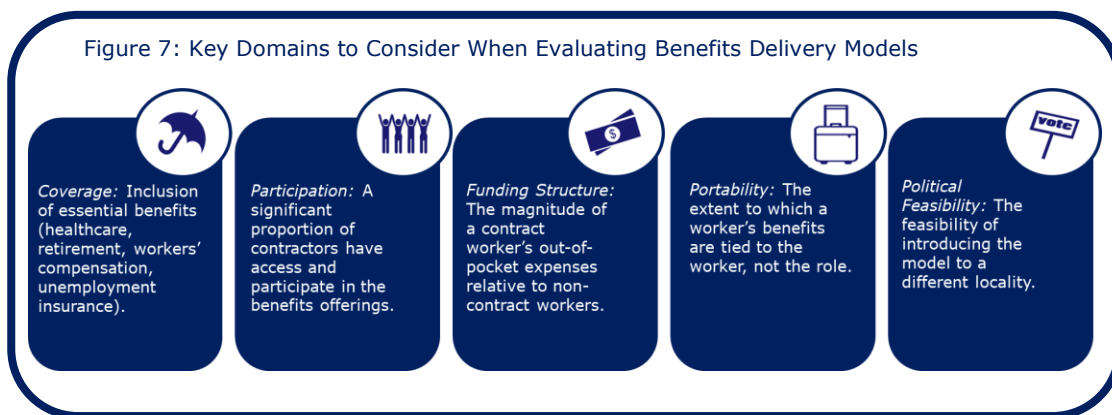 Figure 7: Key Domains to Consider When Evaluating Benefits Delivery Models
Coverage: Inclusion
of essential benefits
(healthcare,
retirement, workers’
compensation,
unemployment
insurance).
Participation: A
significant
proportion of
contractors have
access and
participate in the
benefits offerings.
Funding Structure:
The magnitude of
a contract
worker’s out-of-
pocket expenses
relative to non-
contract workers.
Portability: The
extent to which a
worker’s benefits
are tied to the
worker, not the role.
vote
Political
Feasibility: The
feasibility of
introducing the
model to a
different locality.